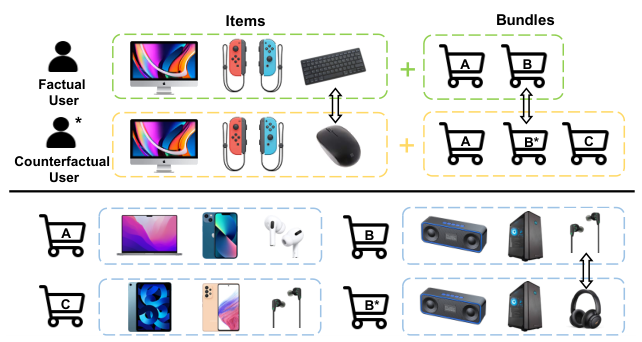 Items
Bundles
A
B
Factual
User
*
Counterfactual
User
A
B*
C
A
B
C
B*